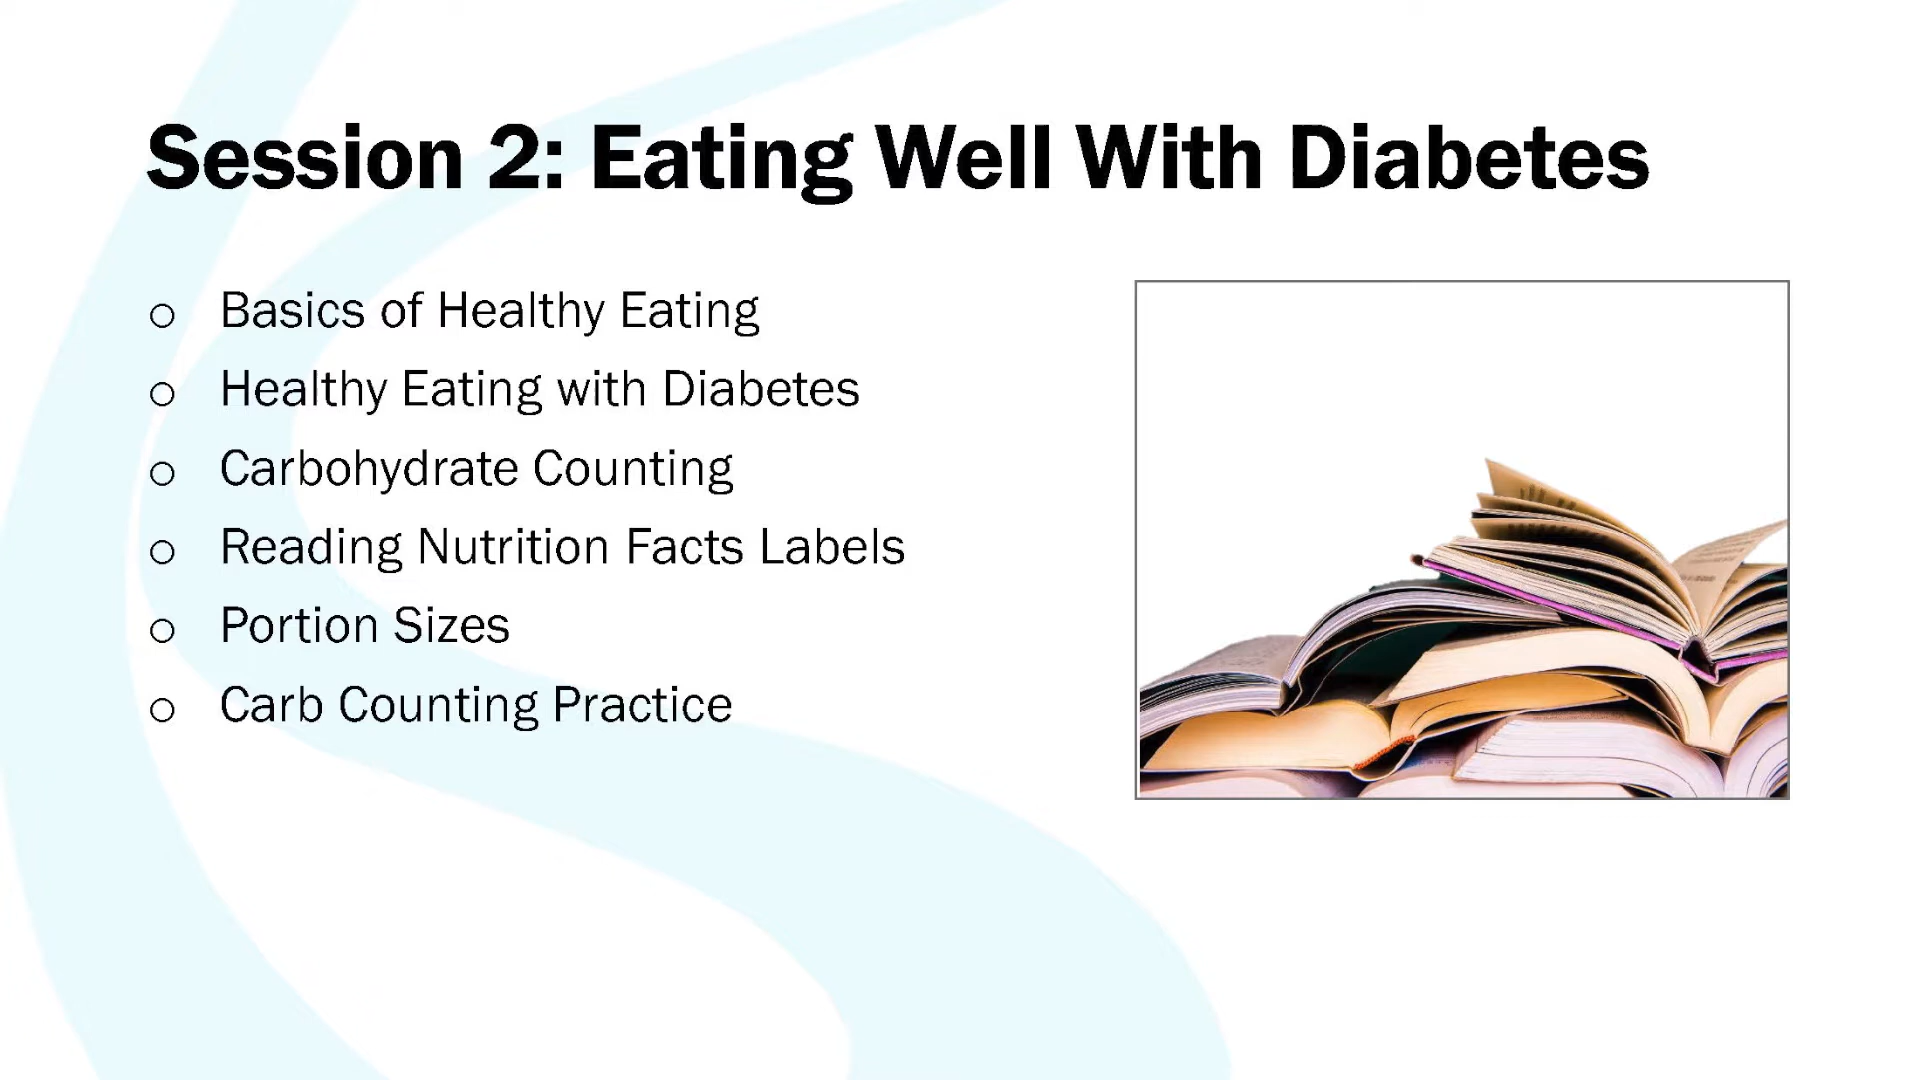 Session 2: Eating Well With Diabetes
o Basics of Healthy Eating
o Healthy Eating with Diabetes
o Carbohydrate Counting
o Reading Nutrition Facts Labels
o Portion Sizes
o Carb Counting Practice